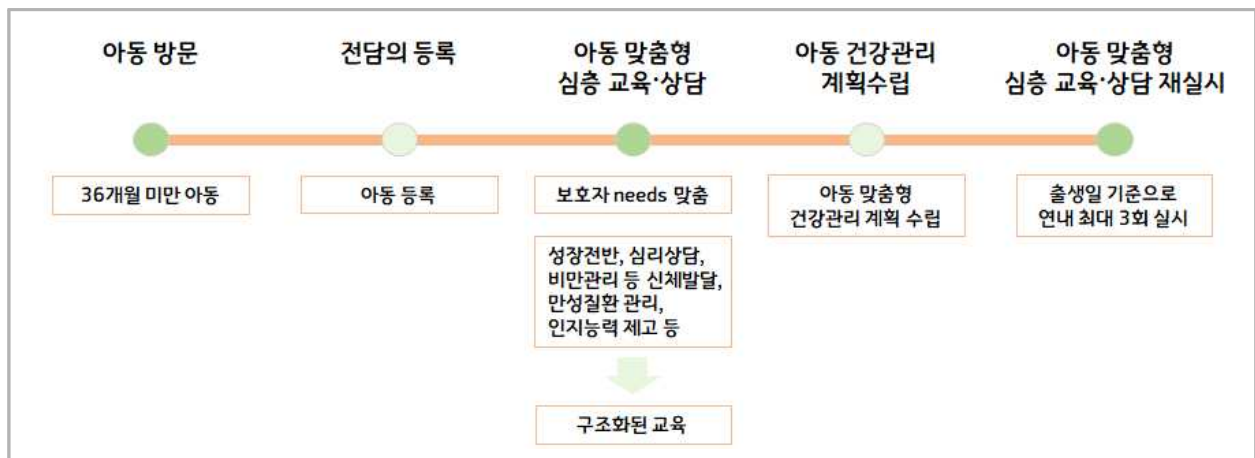 아동 방문
전담의 등록
아동 맞춤형
심층 교육·상담
아동 건강관리
계획수립
아동 맞춤형
심층 교육·상담 재실시
36개월 미만 아동
아동 등록
보호자 needs 맞춤
아동 맞춤형
건강관리 계획 수립
출생일 기준으로
연내 최대 3회 실시
성장전반, 심리상담,
비만관리 등 신체발달,
만성질환 관리,
인지능력 제고 등
구조화된 교육